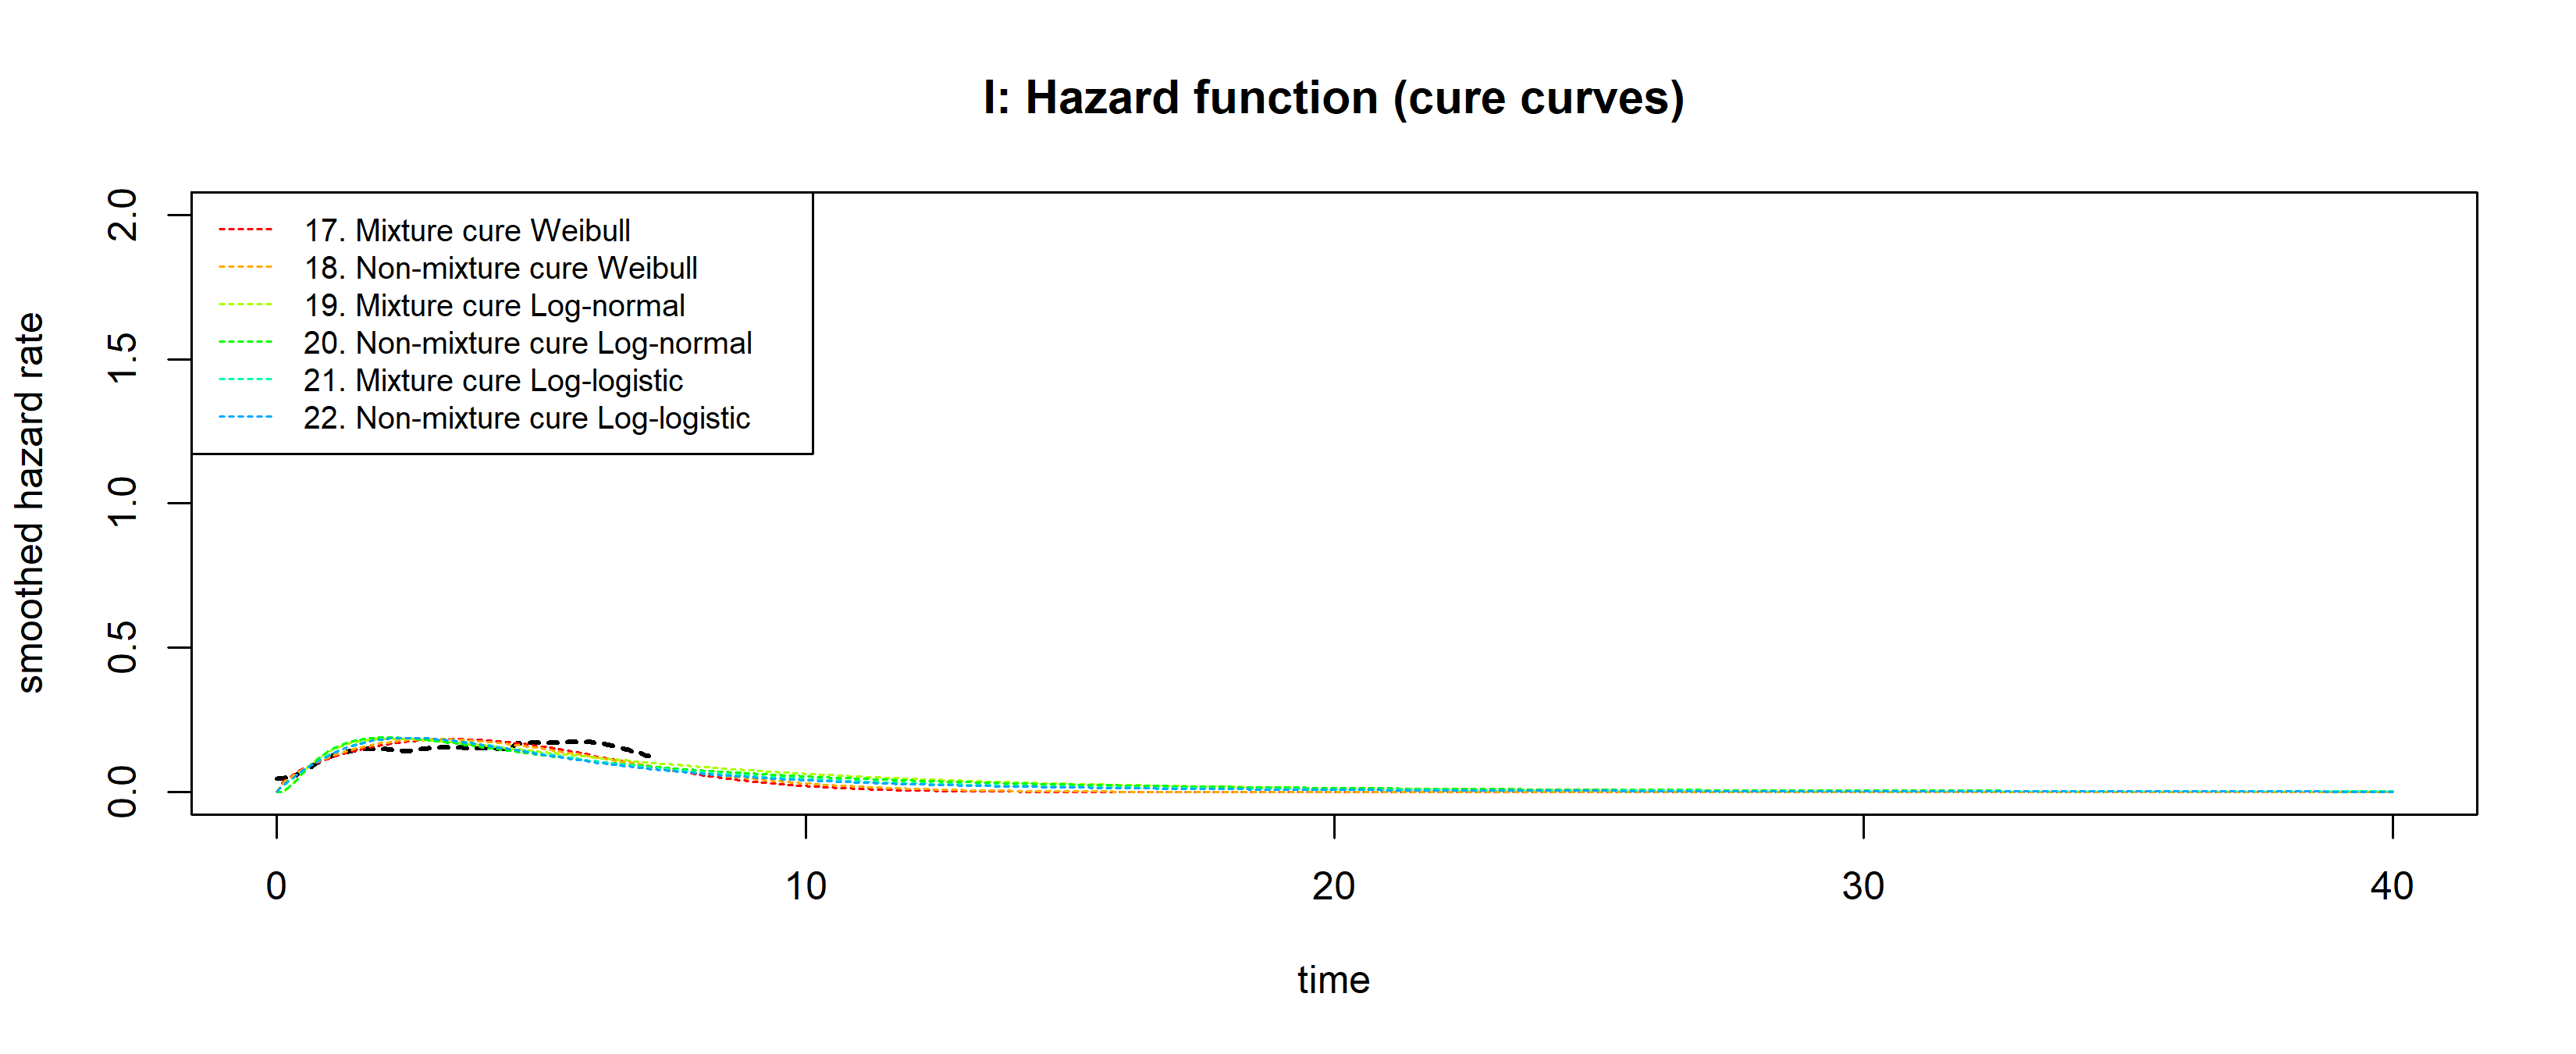 I: Hazard function (cure curves)
smoothed hazard rate
2.0
1.5
1.0
0.5
0.0
17. Mixture cure Weibull
18. Non-mixture cure Weibull
19. Mixture cure Log-normal
20. Non-mixture cure Log-normal
21. Mixture cure Log-logistic
22. Non-mixture cure Log-logistic
0 10 20 30 40
time